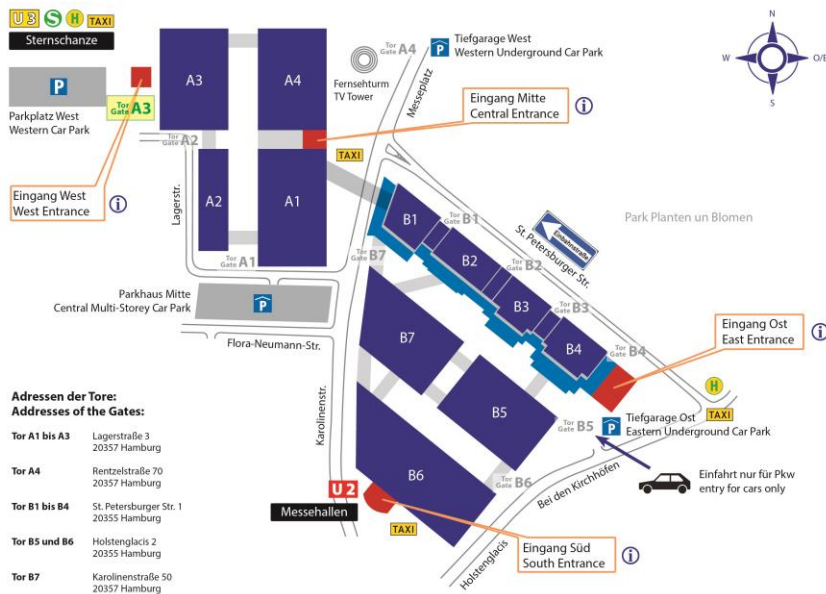 U3 S H TAXI
Sternschanze
P
Parkplatz West
Western Car Park
Tor
Gate A3
A3
A4
Tor
Gate A4
Fernsehturm
TV Tower
Messeplatz
P
Tiefgarage West
Western Underground Car Park
N
W
O/E
S
Eingang Mitte
Central Entrance
i
Tor
Gate A2
TAXI
Eingang West
West Entrance
i
Lagerstr.
A2
A1
Tor
Gate A1
B1
Tor
Gate B1
Einbahnstraße
St. Petersburger Str.
Park Planten un Blomen
B2
Tor
Gate B2
Tor
Gate B7
Parkhaus Mitte
Central Multi-Storey Car Park
P
Flora-Neumann-Str.
B3
Tor
Gate B3
B4
Tor
Gate B4
Eingang Ost
East Entrance
i
B7
H
TAXI
B5
Tor
Gate B5
P
Tiefgarage Ost
Eastern Underground Car Park
Karolinenstr.
B6
Tor
Gate B6
Bei den Kirchhöfen
Einfahrt nur für Pkw
entry for cars only
U2
Messehallen
TAXI
Holstenglacis
Eingang Süd
South Entrance
i
Adressen der Tore:
Addresses of the Gates:
Tor A1 bis A3 Lagerstraße 3
20357 Hamburg
Tor A4 Rentzelstraße 70
20357 Hamburg
Tor B1 bis B4 St. Petersburger Str. 1
20355 Hamburg
Tor B5 und B6 Holstenglacis 2
20355 Hamburg
Tor B7 Karolinenstraße 50
20357 Hamburg